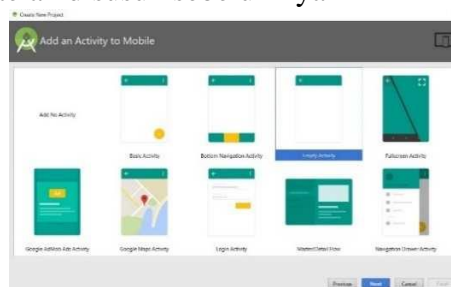 Create New Project
Add an Activity to Mobile
Add No Activity
Basic Activity
Bottom Navigation Activity
Empty Activity
Fullscreen Activity
Google AdMob Ads Activity
Google Maps Activity
Login Activity
Master/Detail Flow
Navigation Drawer Activity
Previous
Next
Cancel
Finish